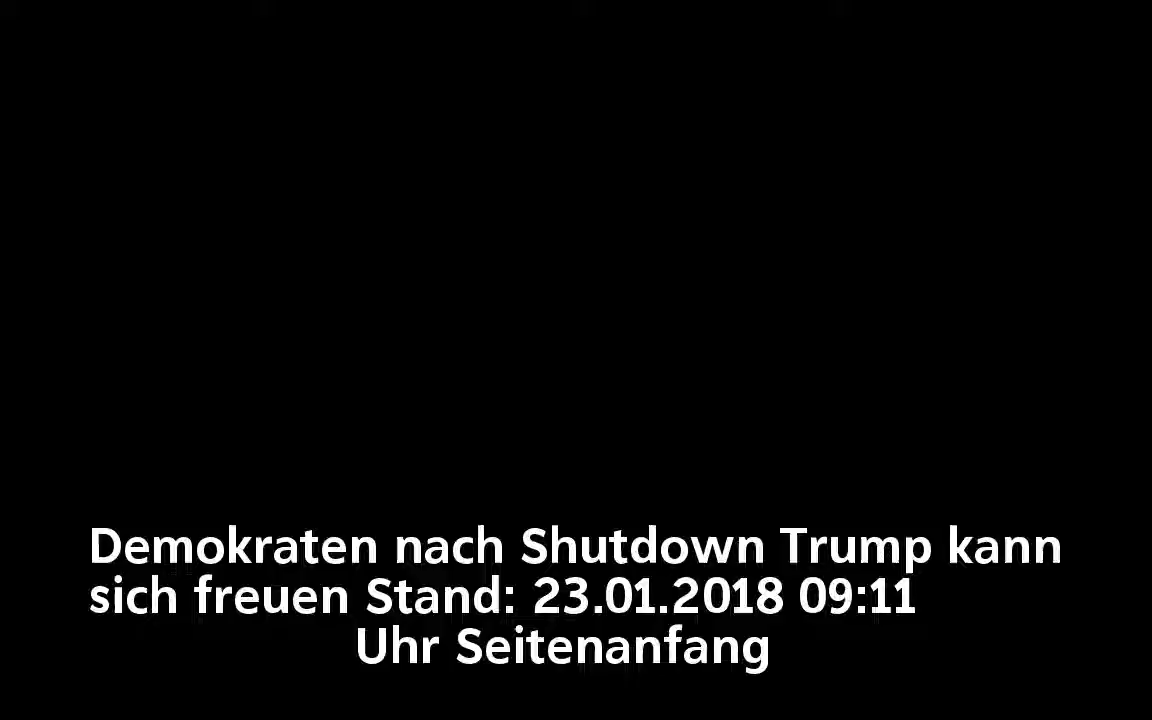 Demokraten nach Shutdown Trump kann
sich freuen Stand: 23.01.2018 09:11
Uhr Seitenanfang